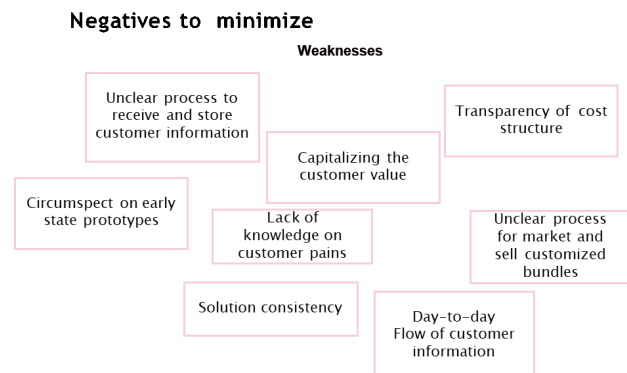 Negatives to minimize
Weaknesses
Unclear process to
receive and store
customer information
Transparency of cost
structure
Capitalizing the
customer value
Circumspect on early
state prototypes
Lack of
knowledge on
customer pains
Unclear process
for market and
sell customized
bundles
Solution consistency
Day-to-day
Flow of customer
information